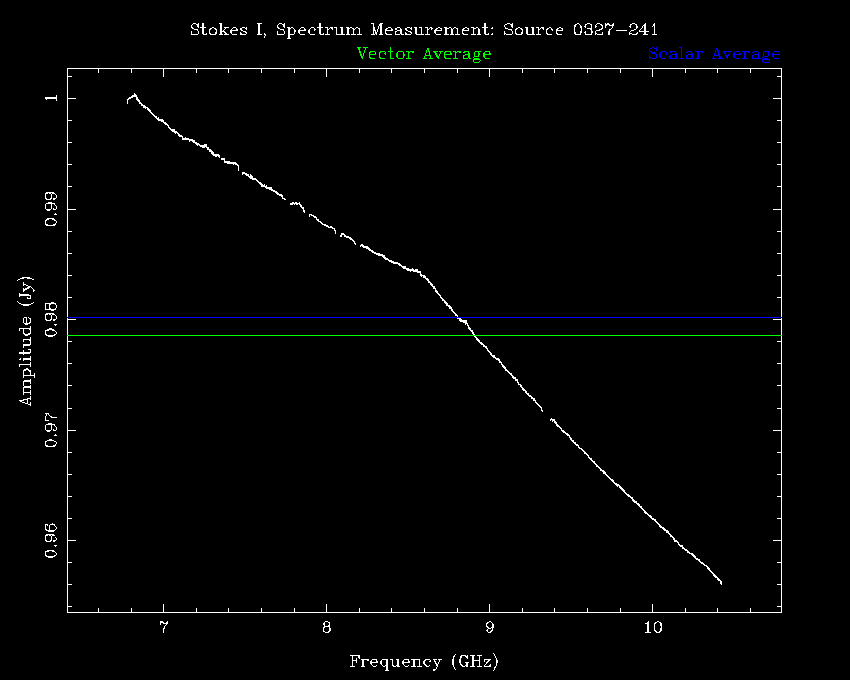 Stokes I, Spectrum Measurement: Source 0327-241
Vector Average Scalar Average
1
0.99
0.98
0.97
0.96
Amplitude (Jy)
7 8 9 10
Frequency (GHz)